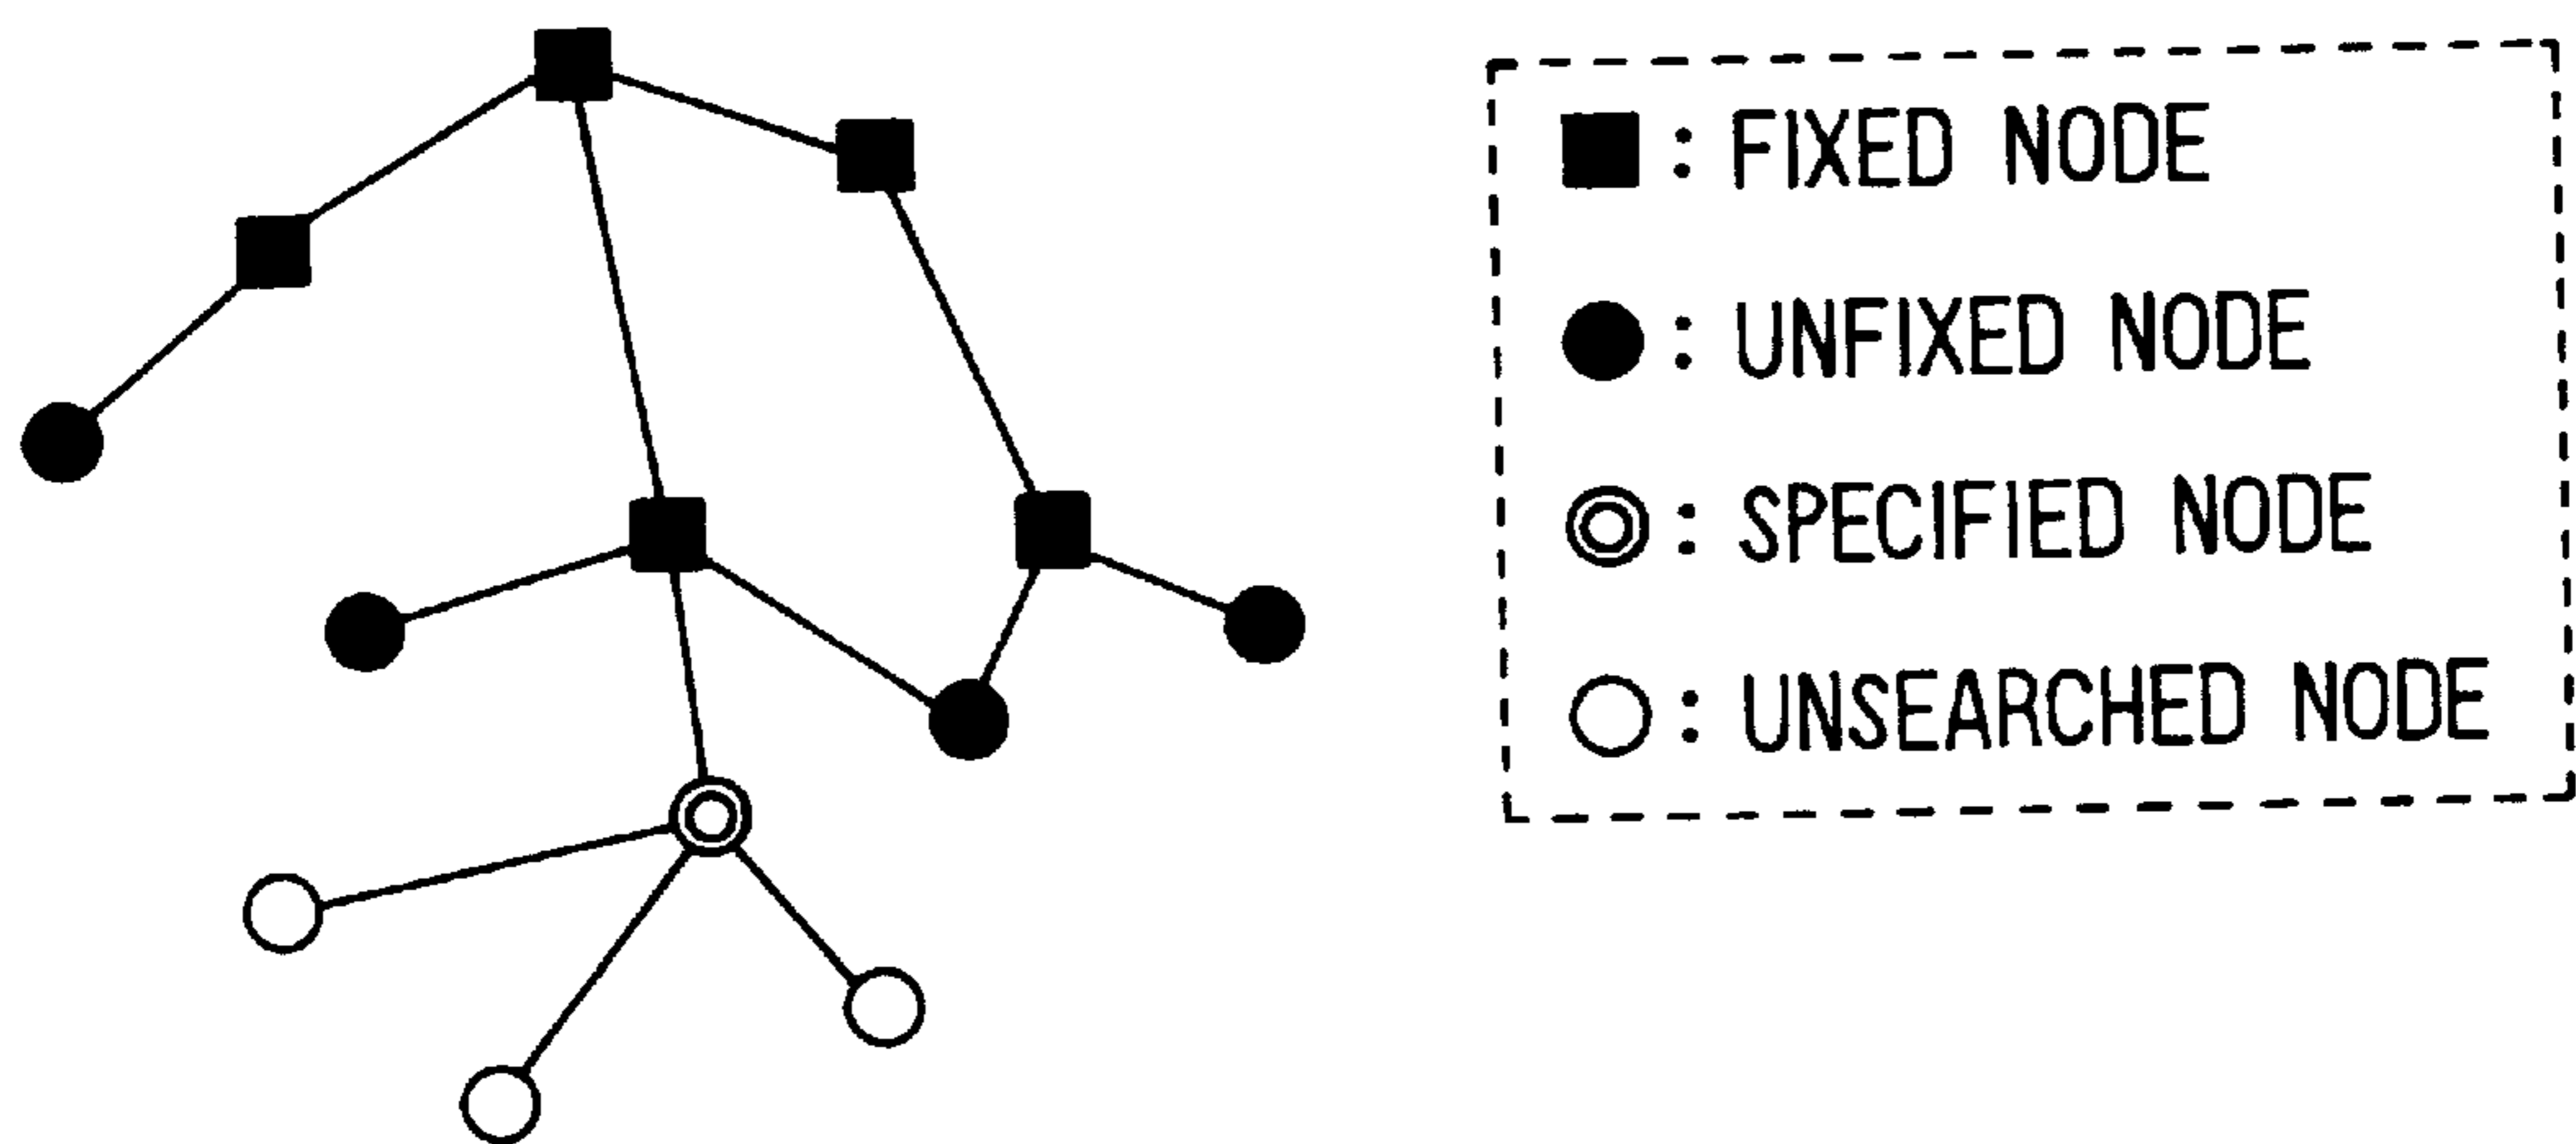 : FIXED NODE
: UNFIXED NODE
: SPECIFIED NODE
: UNSEARCHED NODE